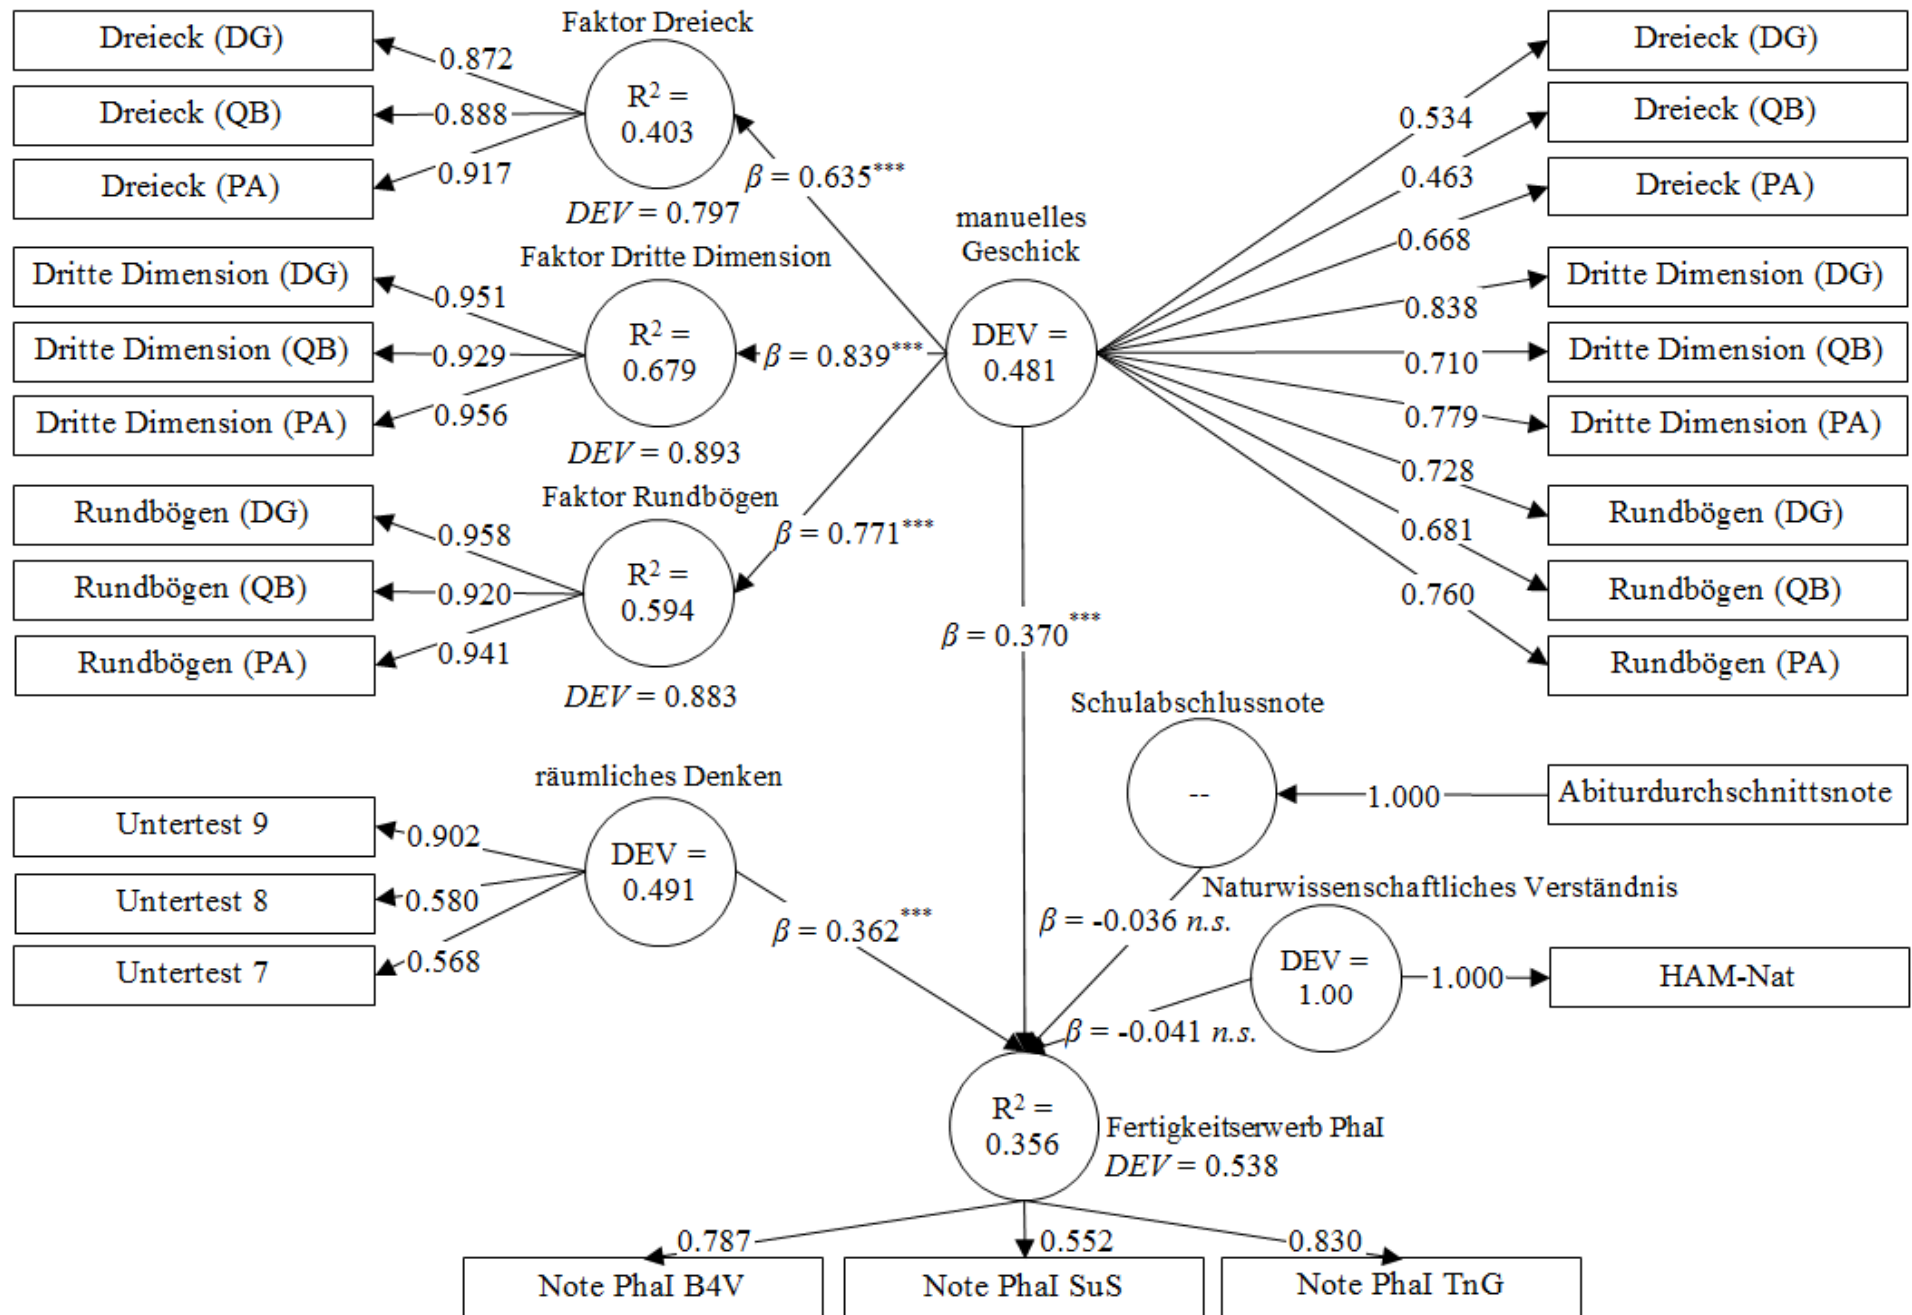 Faktor Dreieck
Dreieck (DG)
Dreieck (QB)
Dreieck (PA)
0.872
0.888
0.917
R² =
0.403
DEV = 0.797
β = 0.635***
Faktor Dritte Dimension
Dritte Dimension (DG)
Dritte Dimension (QB)
Dritte Dimension (PA)
0.951
0.929
0.956
R² =
0.679
DEV = 0.893
β = 0.839***
Faktor Rundbögen
Rundbögen (DG)
Rundbögen (QB)
Rundbögen (PA)
0.958
0.920
0.941
R² =
0.594
DEV = 0.883
β = 0.771***
manuelles
Geschick
DEV =
0.481
0.534
0.463
0.668
0.838
0.710
0.779
0.728
0.681
0.760
Dreieck (DG)
Dreieck (QB)
Dreieck (PA)
Dritte Dimension (DG)
Dritte Dimension (QB)
Dritte Dimension (PA)
Rundbögen (DG)
Rundbögen (QB)
Rundbögen (PA)
β = 0.370***
räumliches Denken
Untertest 9
Untertest 8
Untertest 7
0.902
0.580
0.568
DEV =
0.491
β = 0.362***
Schulabschlussnote
--
1.000
Abiturdurchschnittsnote
β = -0.036 n.s.
Naturwissenschaftliches Verständnis
DEV =
1.00
1.000
HAM-Nat
β = -0.041 n.s.
R² =
0.356
Fertigkeitserwerb PhaI
DEV = 0.538
0.787
0.552
0.830
Note PhaI B4V
Note PhaI SuS
Note PhaI TnG